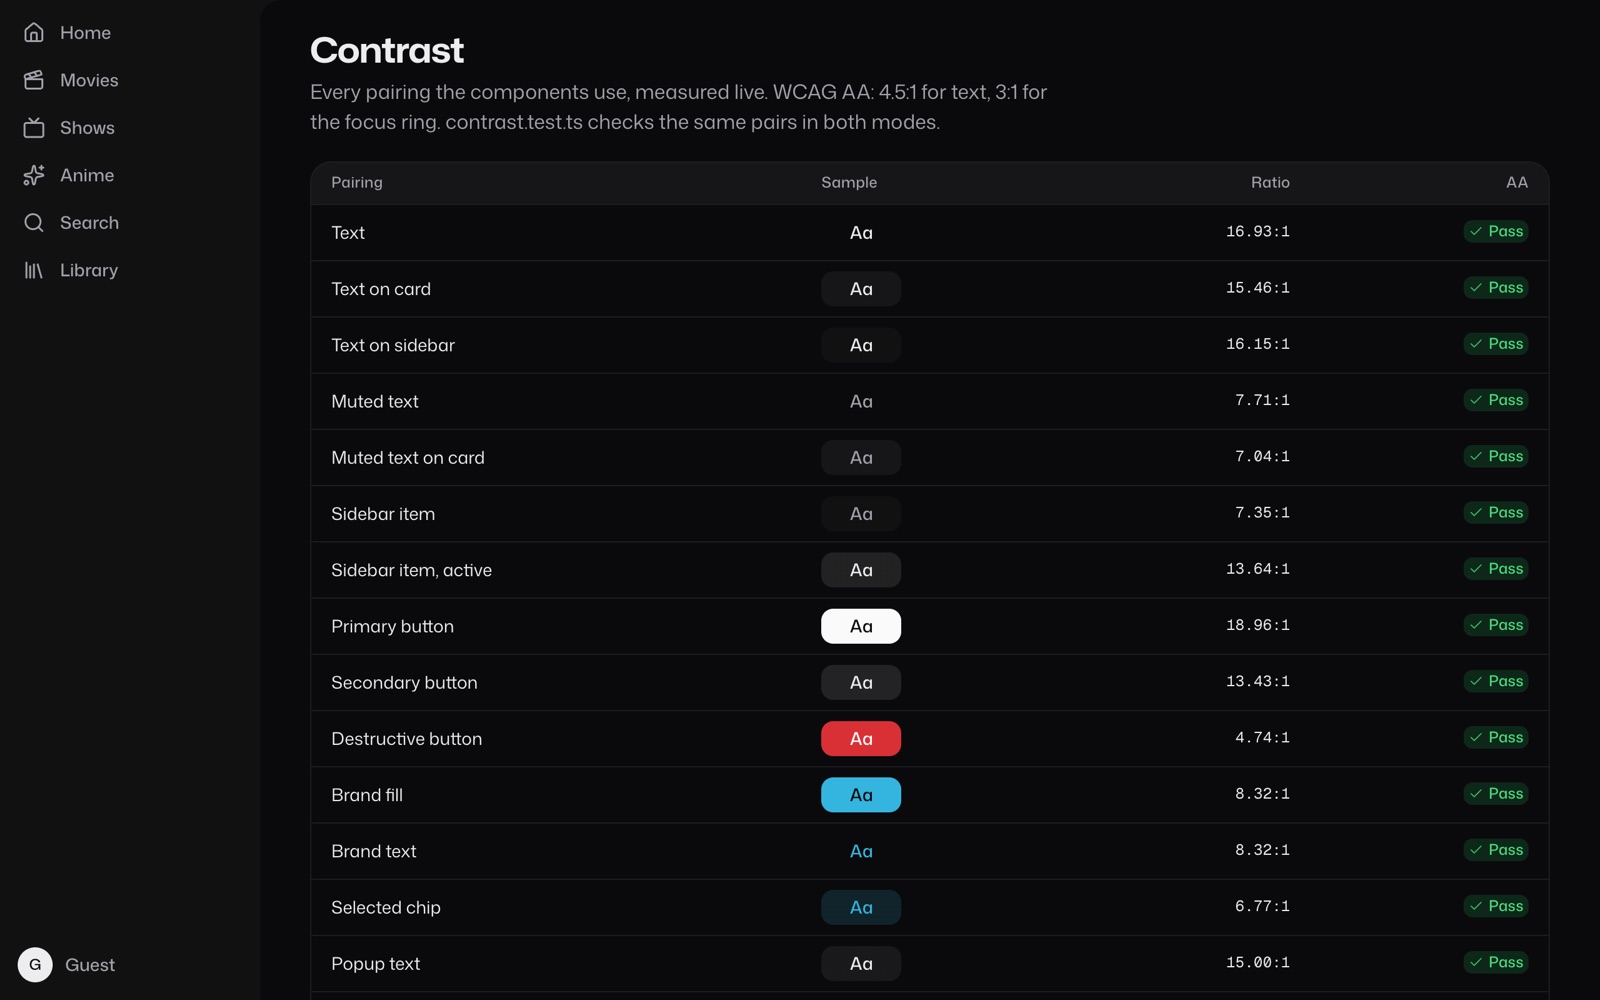 Home
Movies
Shows
Anime
Search
Library
G Guest
Contrast
Every pairing the components use, measured live. WCAG AA: 4.5:1 for text, 3:1 for
the focus ring. contrast.test.ts checks the same pairs in both modes.
Pairing Sample Ratio AA
Text Aa 16.93:1 Pass
Text on card Aa 15.46:1 Pass
Text on sidebar Aa 16.15:1 Pass
Muted text Aa 7.71:1 Pass
Muted text on card Aa 7.04:1 Pass
Sidebar item Aa 7.35:1 Pass
Sidebar item, active Aa 13.64:1 Pass
Primary button Aa 18.96:1 Pass
Secondary button Aa 13.43:1 Pass
Destructive button Aa 4.74:1 Pass
Brand fill Aa 8.32:1 Pass
Brand text Aa 8.32:1 Pass
Selected chip Aa 6.77:1 Pass
Popup text Aa 15.00:1 Pass